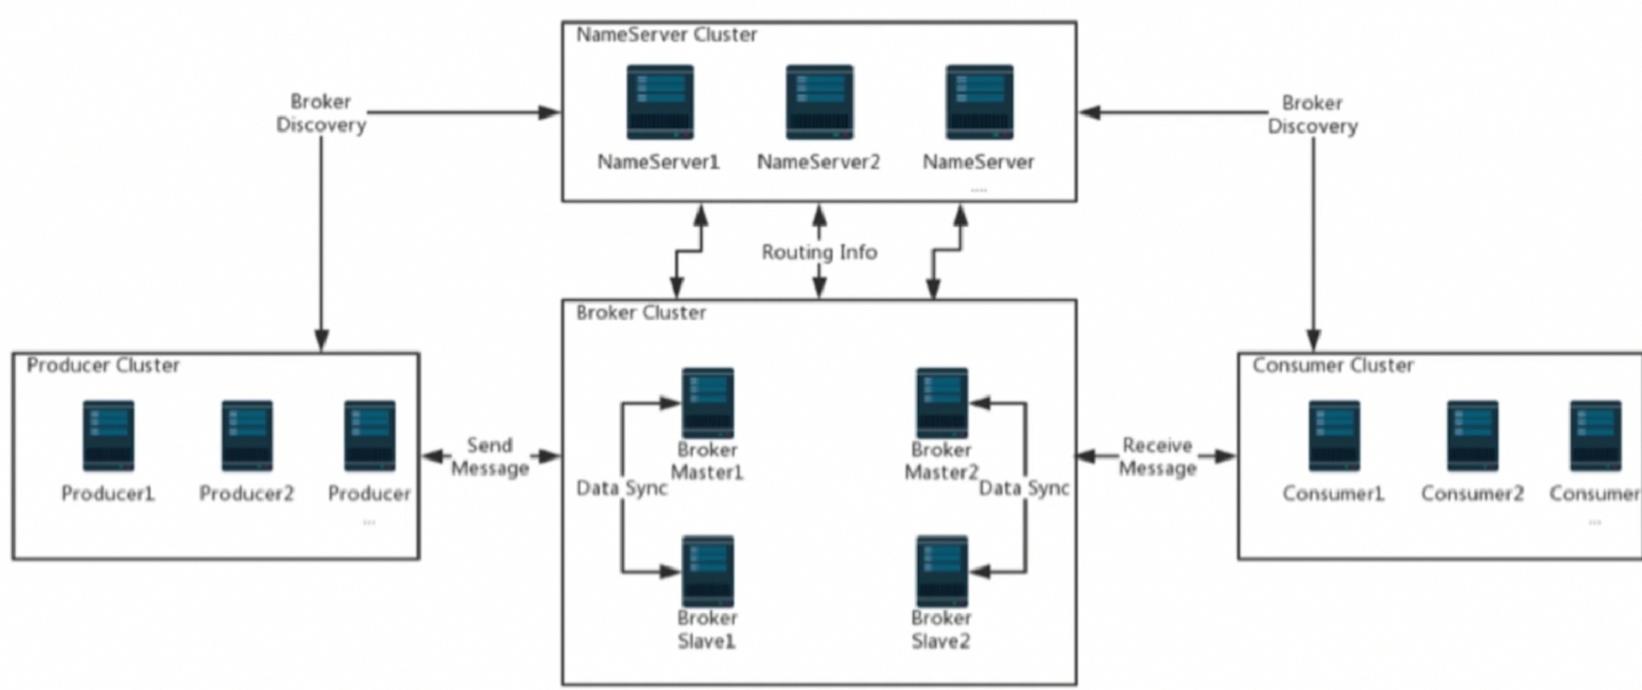 NameServer Cluster
NameServer1
NameServer2
NameServer
....
Broker
Discovery
Broker
Discovery
Routing Info
Producer Cluster
Producer1
Producer2
Producer
...
Send
Message
Broker Cluster
Broker
Master1
Broker
Master2
Data Sync
Data Sync
Broker
Slave1
Broker
Slave2
Receive
Message
Consumer Cluster
Consumer1
Consumer2
Consumer
...